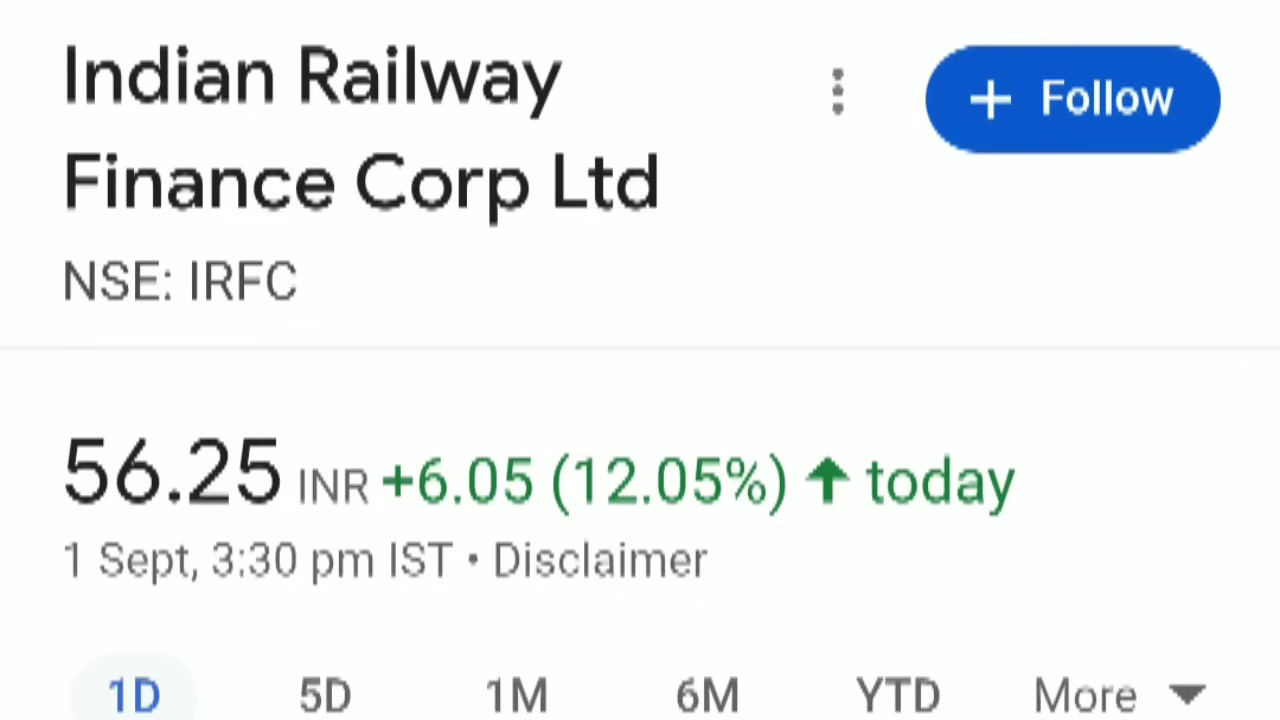 Indian Railway
Finance Corp Ltd
+ Follow
NSE: IRFC
56.25 INR +6.05 (12.05%) ↑ today
1 Sept, 3:30 pm IST • Disclaimer
1D 5D 1M 6M YTD More